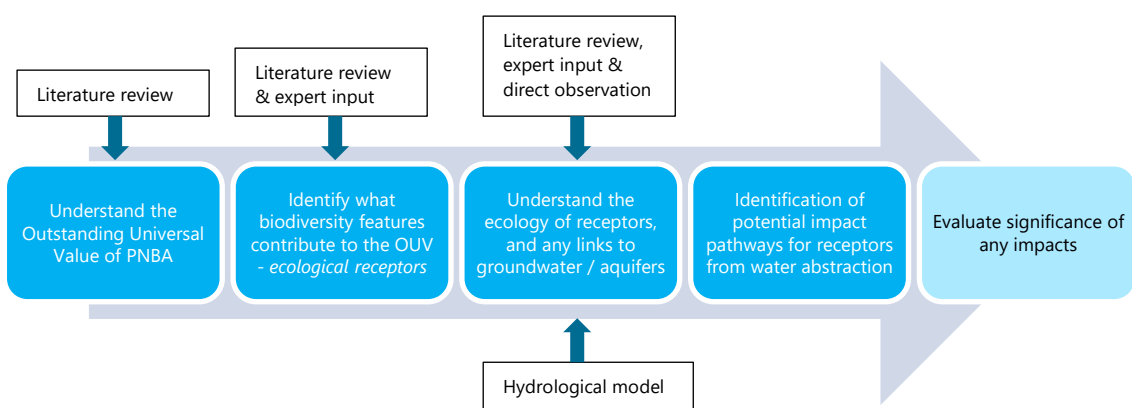 Literature review
Literature review
& expert input
Literature review,
expert input &
direct observation
Understand the
Outstanding Universal
Value of PNBA
Identify what
biodiversity features
contribute to the OUV
- ecological receptors
Understand the
ecology of receptors,
and any links to
groundwater / aquifers
Identification of
potential impact
pathways for receptors
from water abstraction
Evaluate significance of
any impacts
Hydrological model